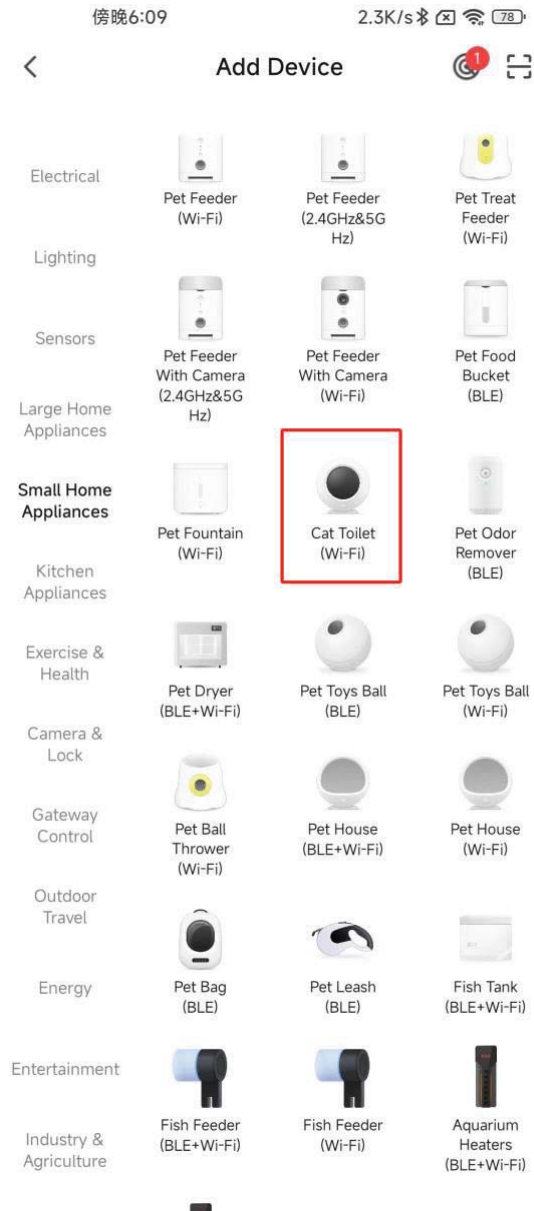 傍晚6:09
2.3K/s
78
Add Device
1
Electrical
Lighting
Sensors
Large Home
Appliances
Small Home
Appliances
Kitchen
Appliances
Exercise &
Health
Camera &
Lock
Gateway
Control
Outdoor
Travel
Energy
Entertainment
Industry &
Agriculture
Pet Feeder
(Wi-Fi)
Pet Feeder
(2.4GHz&5G
Hz)
Pet Treat
Feeder
(Wi-Fi)
Pet Feeder
With Camera
(2.4GHz&5G
Hz)
Pet Feeder
With Camera
(Wi-Fi)
Pet Food
Bucket
(BLE)
Pet Fountain
(Wi-Fi)
Cat Toilet
(Wi-Fi)
Pet Odor
Remover
(BLE)
Pet Dryer
(BLE+Wi-Fi)
Pet Toys Ball
(BLE)
Pet Toys Ball
(Wi-Fi)
Pet Ball
Thrower
(Wi-Fi)
Pet House
(BLE+Wi-Fi)
Pet House
(Wi-Fi)
Pet Bag
(BLE)
Pet Leash
(BLE)
Fish Tank
(BLE+Wi-Fi)
Fish Feeder
(BLE+Wi-Fi)
Fish Feeder
(Wi-Fi)
Aquarium
Heaters
(BLE+Wi-Fi)